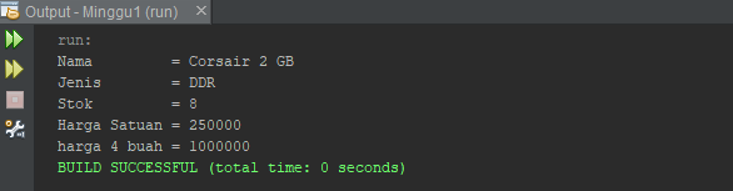 Output - Minggu1 (run)
run:
Nama = Corsair 2 GB
Jenis = DDR
Stok = 8
Harga Satuan = 250000
harga 4 buah = 1000000
BUILD SUCCESSFUL (total time: 0 seconds)